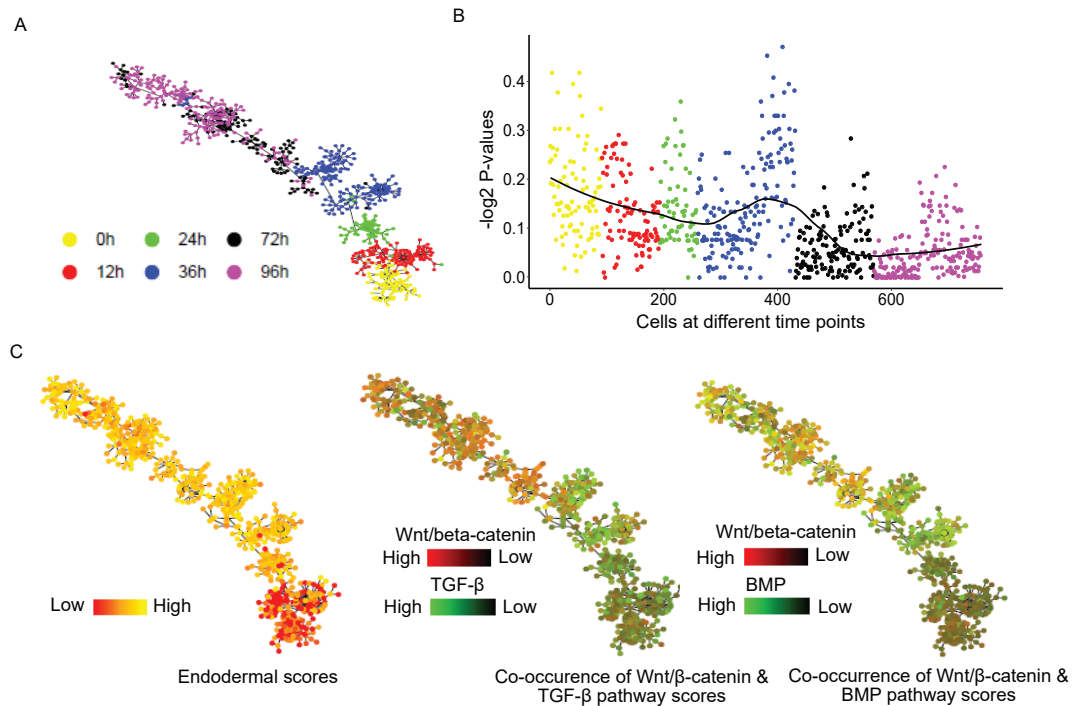 A
B
0h
24h
72h
12h
36h
96h
-log2 P-values
0.4
0.3
0.2
0.1
0.0
0
200
400
600
Cells at different time points
C
Low
High
Endodermal scores
Wnt/beta-catenin
High
Low
TGF-β
High
Low
Co-occurence of Wnt/β-catenin &
TGF-β pathway scores
Wnt/beta-catenin
High
Low
BMP
High
Low
Co-occurrence of Wnt/β-catenin &
BMP pathway scores